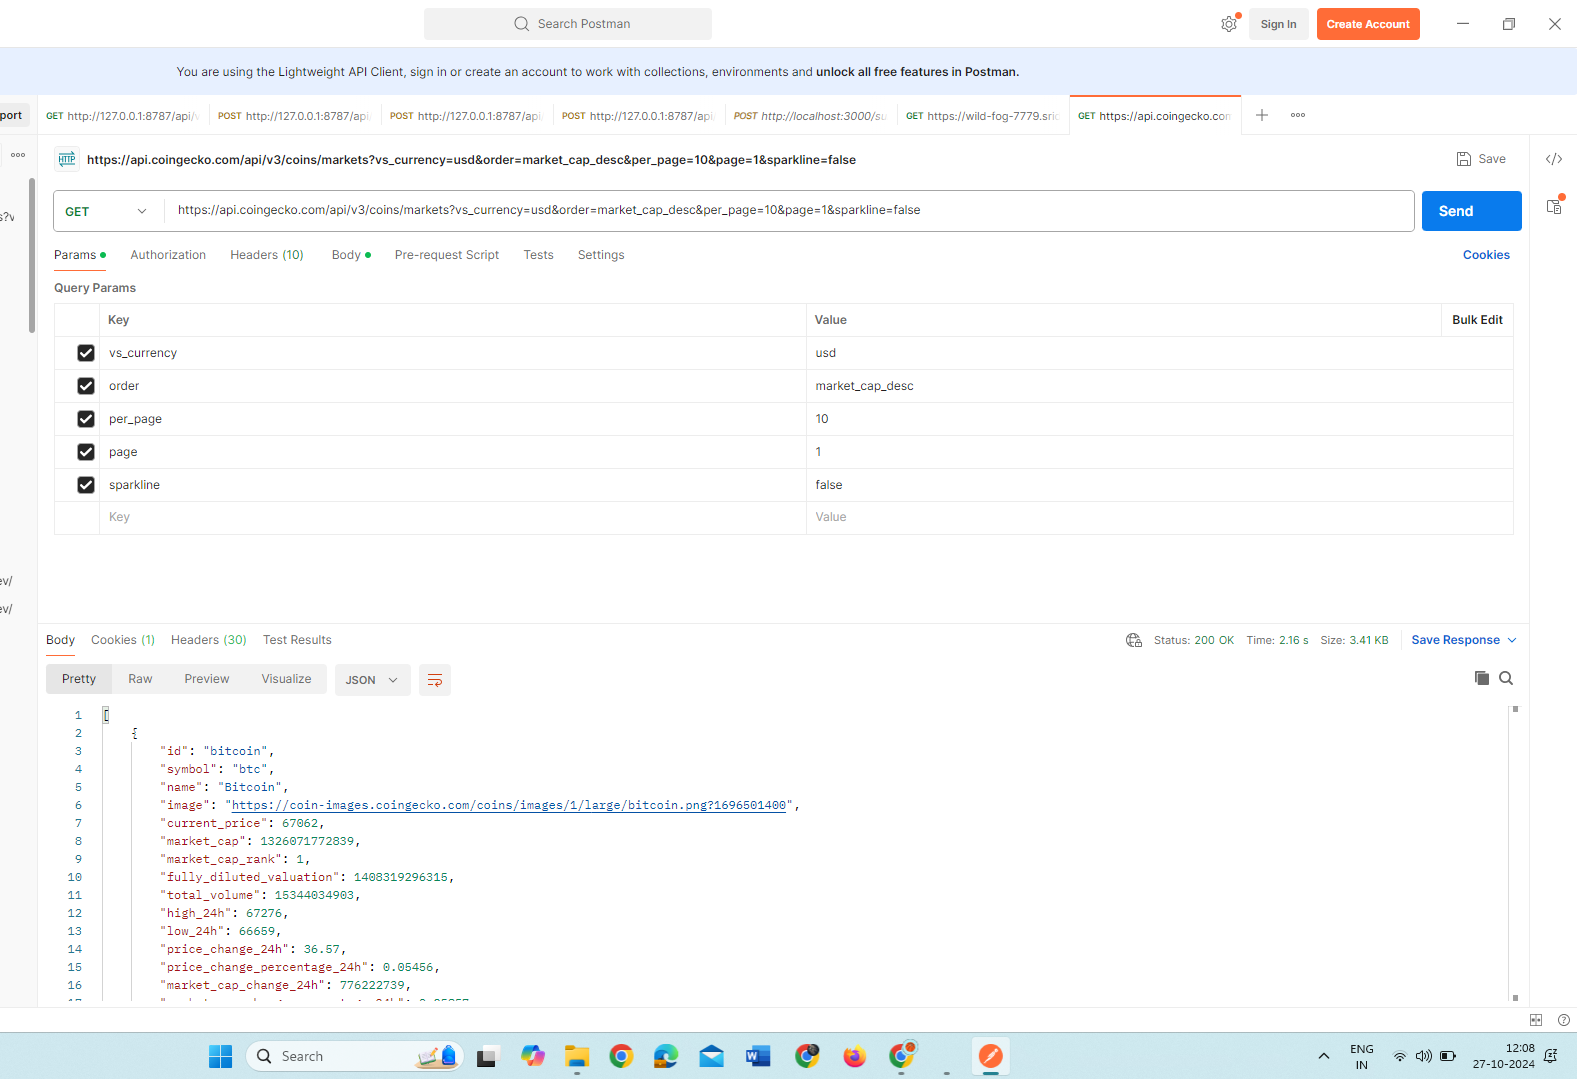 Search Postman
Sign In
Create Account
You are using the Lightweight API Client, sign in or create an account to work with collections, environments and unlock all free features in Postman.
port
GET http://127.0.0.1:8787/api/
POST http://127.0.0.1:8787/api
POST http://127.0.0.1:8787/api
POST http://127.0.0.1:8787/api
POST http://localhost:3000/su
GET https://wild-fog-7779.sric
GET https://api.coingecko.com
HTTP
https://api.coingecko.com/api/v3/coins/markets?vs_currency=usd&order=market_cap_desc&per_page=10&page=1&sparkline=false
Save
s?v
GET
https://api.coingecko.com/api/v3/coins/markets?vs_currency=usd&order=market_cap_desc&per_page=10&page=1&sparkline=false
Send
Params
Authorization
Headers (10)
Body
Pre-request Script
Tests
Settings
Cookies
Query Params
Key Value Bulk Edit
vs_currency usd
order market_cap_desc
per_page 10
page 1
sparkline false
Key Value
ev/
ev/
Body Cookies (1) Headers (30) Test Results
Status: 200 OK Time: 2.16 s Size: 3.41 KB Save Response
Pretty Raw Preview Visualize JSON
1 [
2 {
3 "id": "bitcoin",
4 "symbol": "btc",
5 "name": "Bitcoin",
6 "image": "https://coin-images.coingecko.com/coins/images/1/large/bitcoin.png?1696501400",
7 "current_price": 67062,
8 "market_cap": 1326071772839,
9 "market_cap_rank": 1,
10 "fully_diluted_valuation": 1408319296315,
11 "total_volume": 15344034903,
12 "high_24h": 67276,
13 "low_24h": 66659,
14 "price_change_24h": 36.57,
15 "price_change_percentage_24h": 0.05456,
16 "market_cap_change_24h": 776222739,
Search
ENG
IN
12:08
27-10-2024